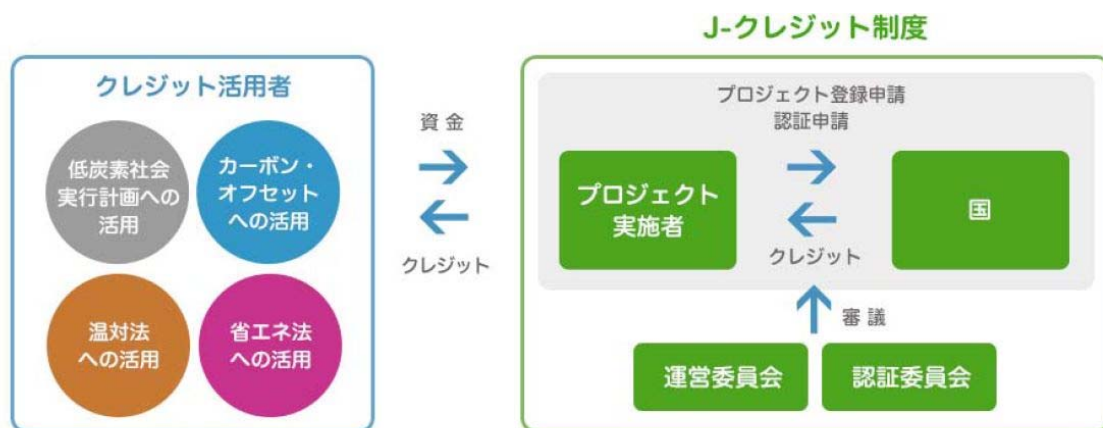 J-クレジット制度
クレジット活用者
低炭素社会
実行計画への
活用
カーボン・
オフセット
への活用
温対法
への活用
省エネ法
への活用
資 金
クレジット
プロジェクト登録申請
認証申請
プロジェクト
実施者
国
クレジット
審 議
運営委員会
認証委員会